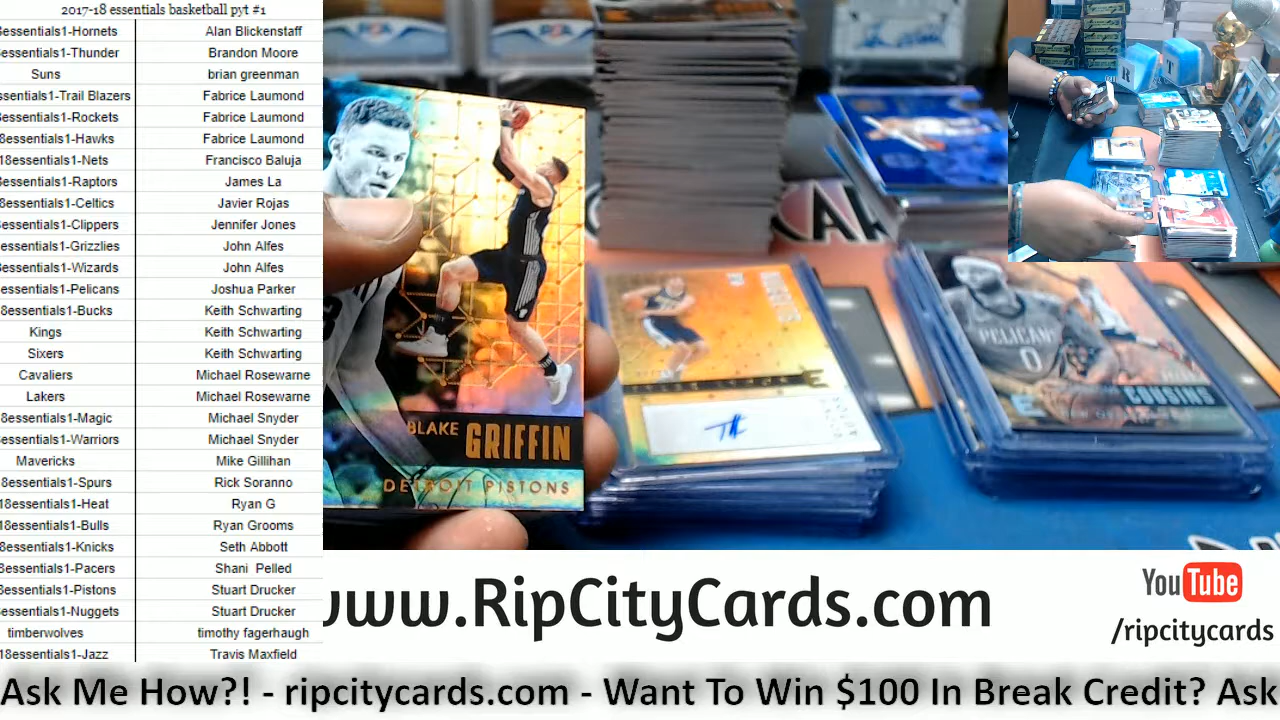 2017-18 essentials basketball pyt #1
8essentials1-Hornets Alan Blickenstaff
essentials1-Thunder Brandon Moore
Suns brian greenman
ssentials1-Trail Blazers Fabrice Laumond
essentials1-Rockets Fabrice Laumond
8essentials1-Hawks Fabrice Laumond
18essentials1-Nets Francisco Baluja
8essentials1-Raptors James La
8essentials1-Celtics Javier Rojas
essentials1-Clippers Jennifer Jones
essentials1-Grizzlies John Alfes
essentials1-Wizards John Alfes
essentials1-Pelicans Joshua Parker
8essentials1-Bucks Keith Schwarting
Kings Keith Schwarting
Sixers Keith Schwarting
Cavaliers Michael Rosewarne
Lakers Michael Rosewarne
8essentials1-Magic Michael Snyder
essentials1-Warriors Michael Snyder
Mavericks Mike Gillihan
8essentials1-Spurs Rick Soranno
18essentials1-Heat Ryan G
18essentials1-Bulls Ryan Grooms
8essentials1-Knicks Seth Abbott
8essentials1-Pacers Shani Pelled
8essentials1-Pistons Stuart Drucker
essentials1-Nuggets Stuart Drucker
timberwolves timothy fagerhaugh
18essentials1-Jazz Travis Maxfield
BLAKE GRIFFIN
DETROIT PISTONS
PELICANS
0
COUSINS
R T
www.RipCityCards.com
YouTube
/ripcitycards
Ask Me How?! - ripcitycards.com - Want To Win $100 In Break Credit? Ask